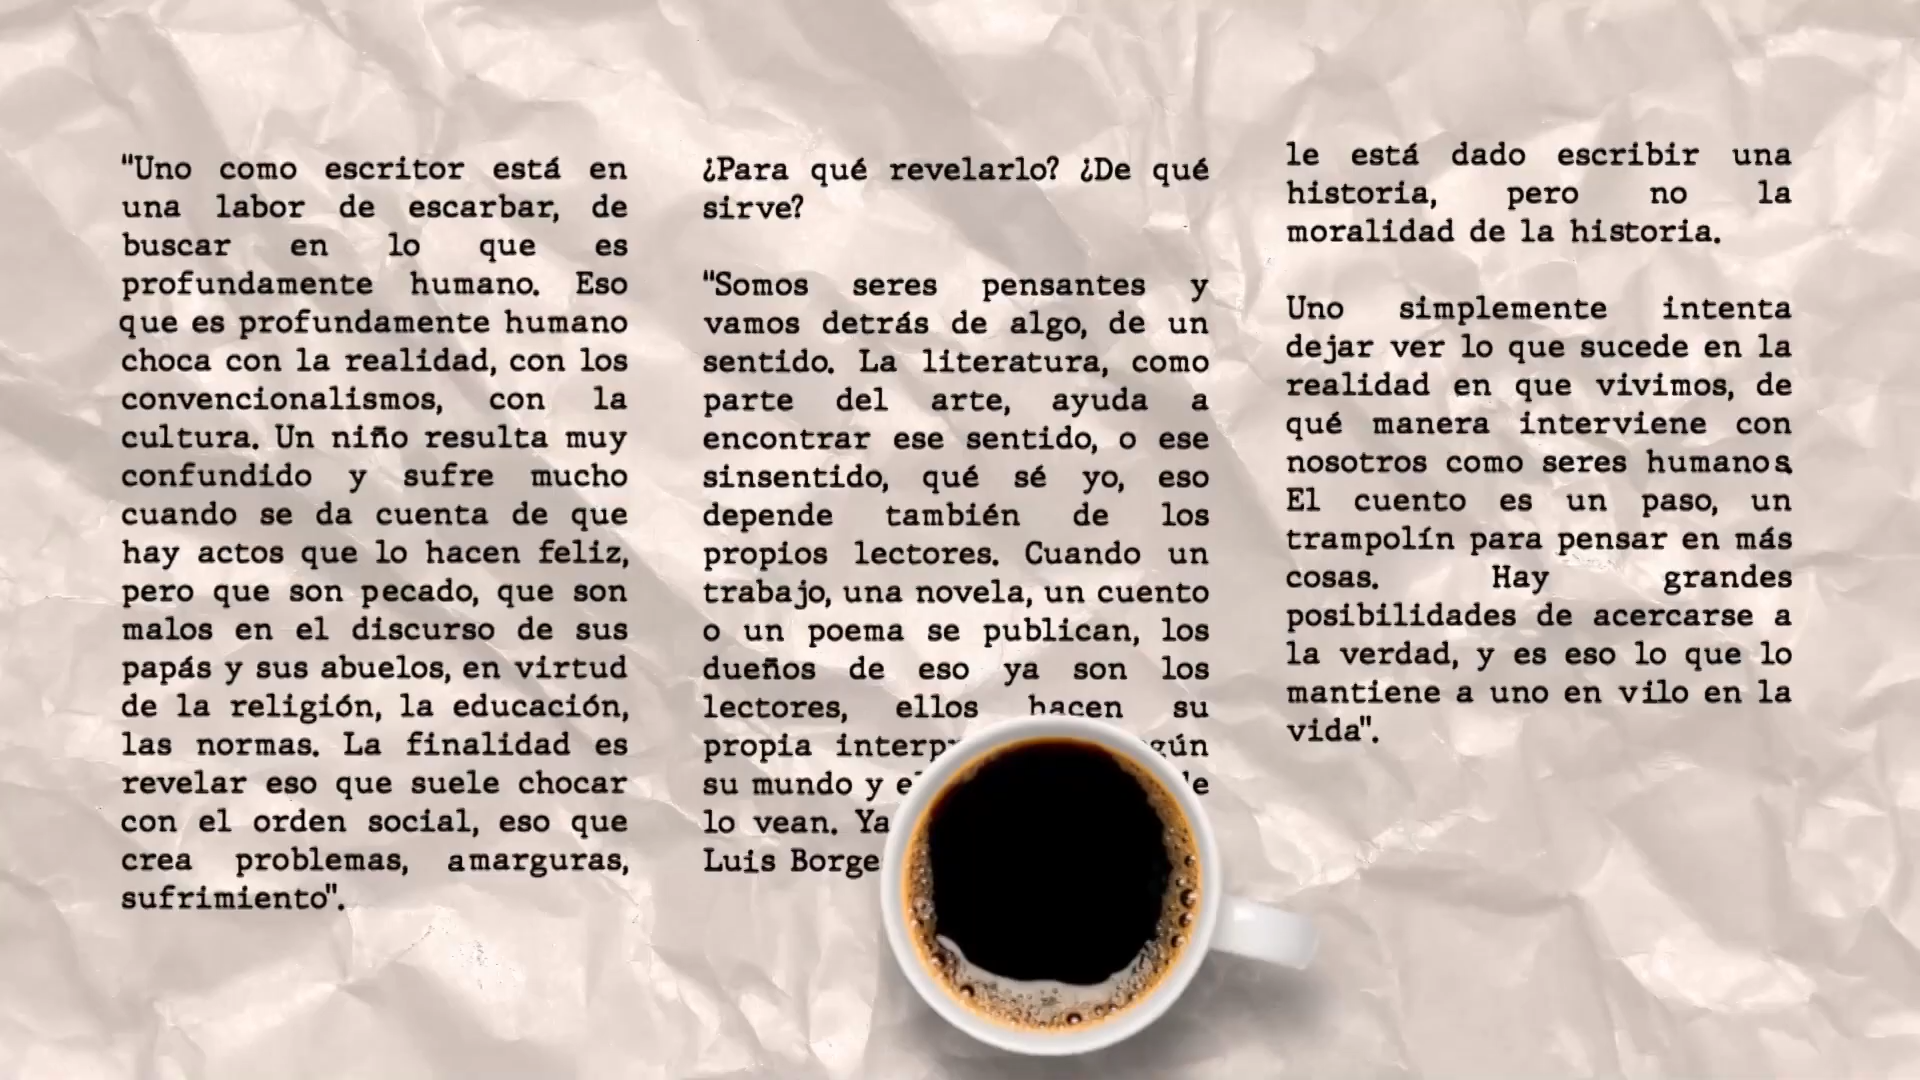 "Uno como escritor está en
una labor de escarbar, de
buscar en lo que es
profundamente humano. Eso
que es profundamente humano
choca con la realidad, con los
convencionalismos, con la
cultura. Un niño resulta muy
confundido y sufre mucho
cuando se da cuenta de que
hay actos que lo hacen feliz,
pero que son pecado, que son
malos en el discurso de sus
papás y sus abuelos, en virtud
de la religión, la educación,
las normas. La finalidad es
revelar eso que suele chocar
con el orden social, eso que
crea problemas, amarguras,
sufrimiento".
¿Para qué revelarlo? ¿De qué
sirve?
"Somos seres pensantes y
vamos detrás de algo, de un
sentido. La literatura, como
parte del arte, ayuda a
encontrar ese sentido, o ese
sinsentido, qué sé yo, eso
depende también de los
propios lectores. Cuando un
trabajo, una novela, un cuento
o un poema se publican, los
dueños de eso ya son los
lectores, ellos hacen su
propia
su mundo y
lo vean. Ya
Luis
le está dado escribir una
historia, pero no la
moralidad de la historia.
Uno simplemente intenta
dejar ver lo que sucede en la
realidad en que vivimos, de
qué manera interviene con
nosotros como seres humanos.
El cuento es un paso, un
trampolín para pensar en más
cosas. Hay grandes
posibilidades de acercarse a
la verdad, y es eso lo que lo
mantiene a uno en vilo en la
vida".